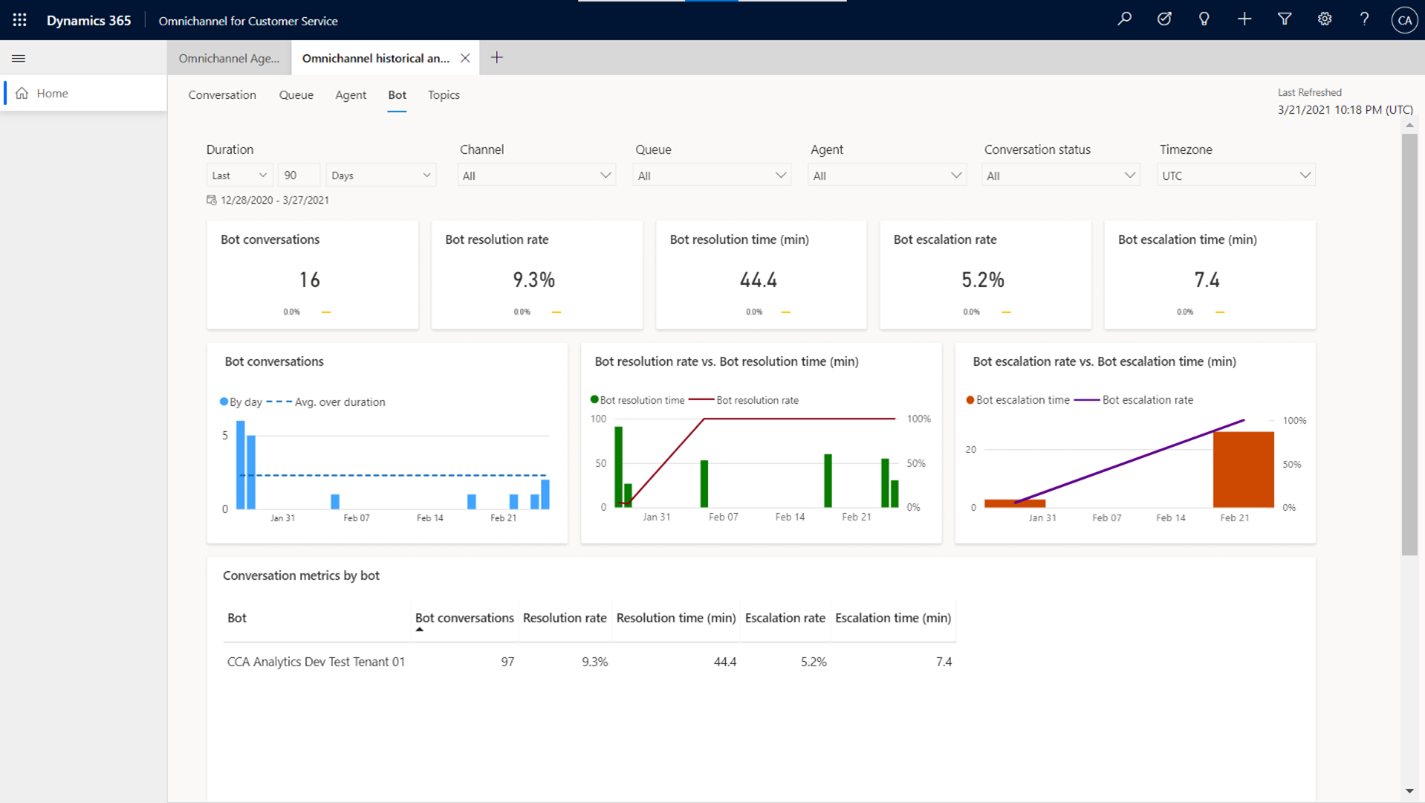 Dynamics 365 Omnichannel for Customer Service CA
Omnichannel Age... Omnichannel historical an...
Home
Conversation Queue Agent Bot Topics
Last Refreshed
3/21/2021 10:18 PM (UTC)
Duration Channel Queue Agent Conversation status Timezone
Last 90 Days All All All All UTC
12/28/2020 - 3/27/2021
Bot conversations Bot resolution rate Bot resolution time (min) Bot escalation rate Bot escalation time (min)
16 9.3% 44.4 5.2% 7.4
0.0% 0.0% 0.0% 0.0% 0.0%
Bot conversations
By day Avg. over duration
5
0
Jan 31 Feb 07 Feb 14 Feb 21
Bot resolution rate vs. Bot resolution time (min)
Bot resolution time Bot resolution rate
100 100%
50 50%
0 0%
Jan 31 Feb 07 Feb 14 Feb 21
Bot escalation rate vs. Bot escalation time (min)
Bot escalation time Bot escalation rate
100%
20
50%
0 0%
Jan 31 Feb 07 Feb 14 Feb 21
Conversation metrics by bot
Bot Bot conversations Resolution rate Resolution time (min) Escalation rate Escalation time (min)
CCA Analytics Dev Test Tenant 01 97 9.3% 44.4 5.2% 7.4